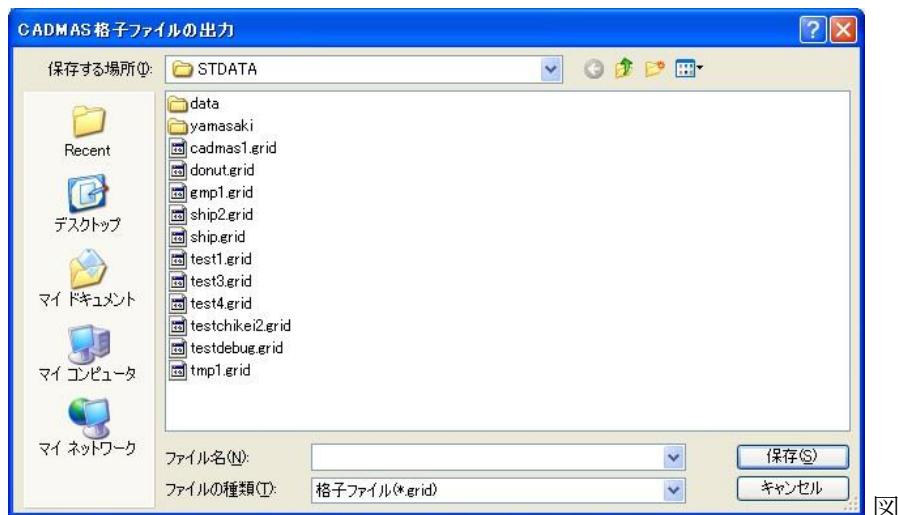 CADMAS格子ファイルの出力
保存する場所(I):
STDATA
Recent
デスクトップ
マイ ドキュメント
マイ コンピュータ
マイ ネットワーク
data
yamasaki
cadmas1.grid
donut.grid
gmp1.grid
ship2.grid
ship.grid
test1.grid
test3.grid
test4.grid
testchikei2.grid
testdebug.grid
tmp1.grid
ファイル名(N):
保存(S)
ファイルの種類(T):
格子ファイル(*.grid)
キャンセル
図